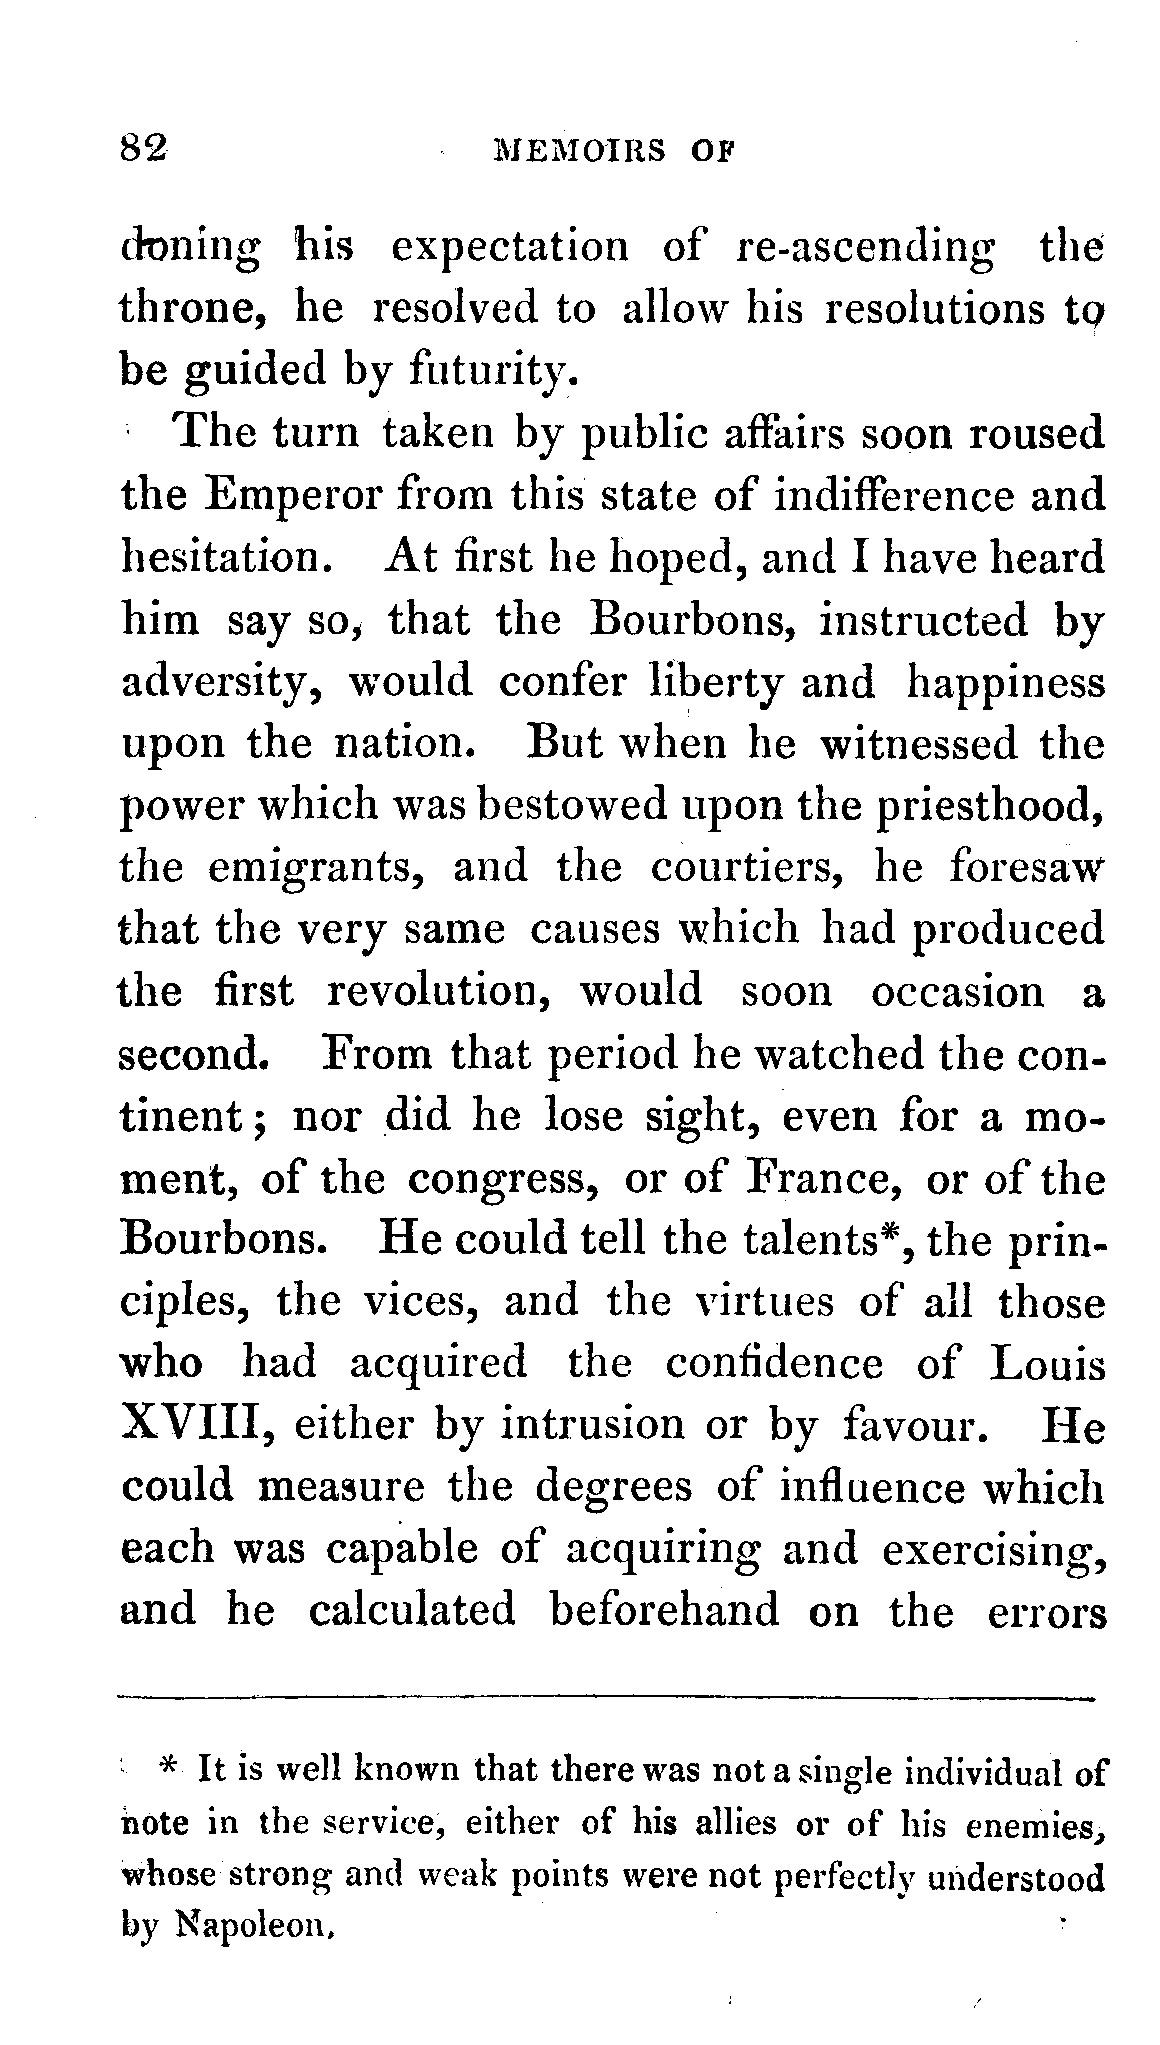 82 MEMOIRS OF
doning his expectation of re-ascending the
throne, he resolved to allow his resolutions to
be guided by futurity.
The turn taken by public affairs soon roused
the Emperor from this state of indifference and
hesitation. At first he hoped, and I have heard
him say so, that the Bourbons, instructed by
adversity, would confer liberty and happiness
upon the nation. But when he witnessed the
power which was bestowed upon the priesthood,
the emigrants, and the courtiers, he foresaw
that the very same causes which had produced
the first revolution, would soon occasion a
second. From that period he watched the con-
tinent; nor did he lose sight, even for a mo-
ment, of the congress, or of France, or of the
Bourbons. He could tell the talents*, the prin-
ciples, the vices, and the virtues of all those
who had acquired the confidence of Louis
XVIII, either by intrusion or by favour. He
could measure the degrees of influence which
each was capable of acquiring and exercising,
and he calculated beforehand on the errors
* It is well known that there was not a single individual of
note in the service, either of his allies or of his enemies,
whose strong and weak points were not perfectly understood
by Napoleon.